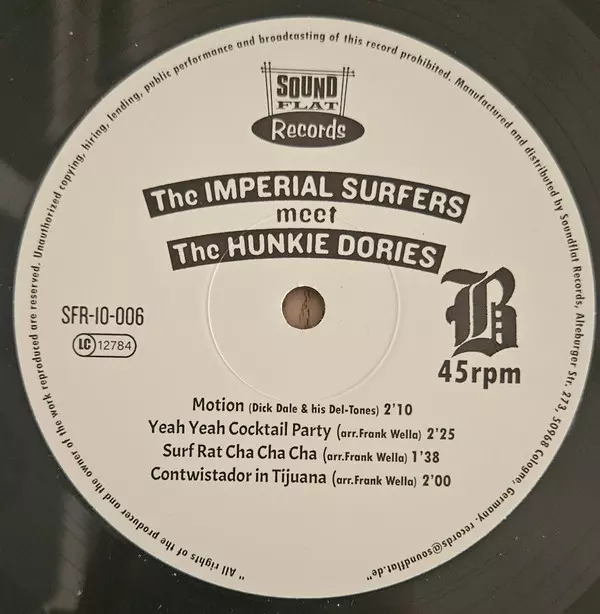 SOUND
FLAT
Records
The IMPERIAL SURFERS
meet
The HUNKIE DORIES
SFR-10-006
LC 12784
B
45rpm
Motion (Dick Dale & his Del-Tones) 2'10
Yeah Yeah Cocktail Party (arr.Frank Wella) 2'25
Surf Rat Cha Cha Cha (arr.Frank Wella) 1'38
Contwistador in Tijuana (arr.Frank Wella) 2'00
"All rights of the producer and the owner of the work reproduced are reserved. Unauthorized copying, hiring, lending, public performance and broadcasting of this record prohibited. Manufactured and distributed by Soundflat Records, Alteburger Str. 273, 50968 Cologne, Germany, records@soundflat.de"